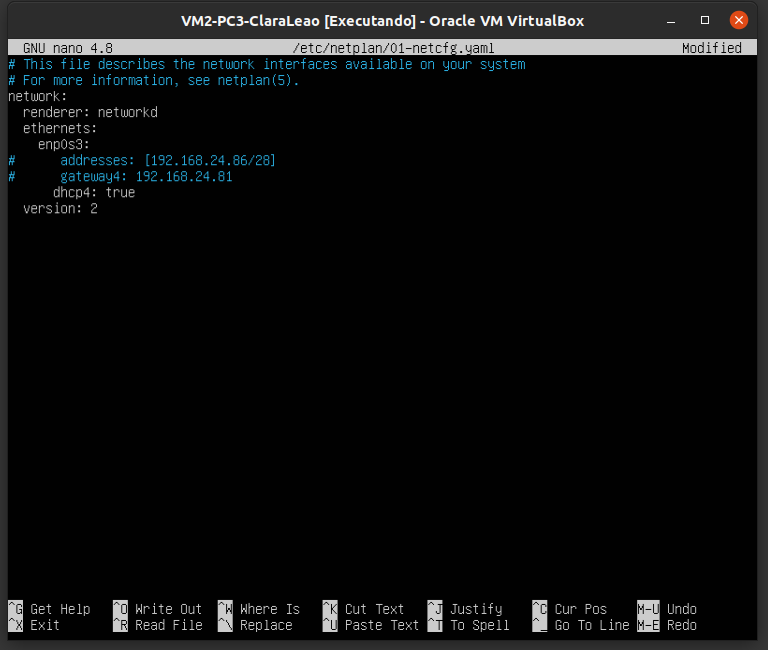 VM2-PC3-ClaraLeao [Executando] - Oracle VM VirtualBox
GNU nano 4.8 /etc/netplan/01-netcfg.yaml Modified
# This file describes the network interfaces available on your system
# For more information, see netplan(5).
network:
  renderer: networkd
  ethernets:
    enp0s3:
#      addresses: [192.168.24.86/28]
#      gateway4: 192.168.24.81
      dhcp4: true
  version: 2
^G Get Help ^O Write Out ^W Where Is ^K Cut Text ^J Justify ^C Cur Pos M-U Undo
^X Exit ^R Read File ^\ Replace ^U Paste Text ^T To Spell ^_ Go To Line M-E Redo